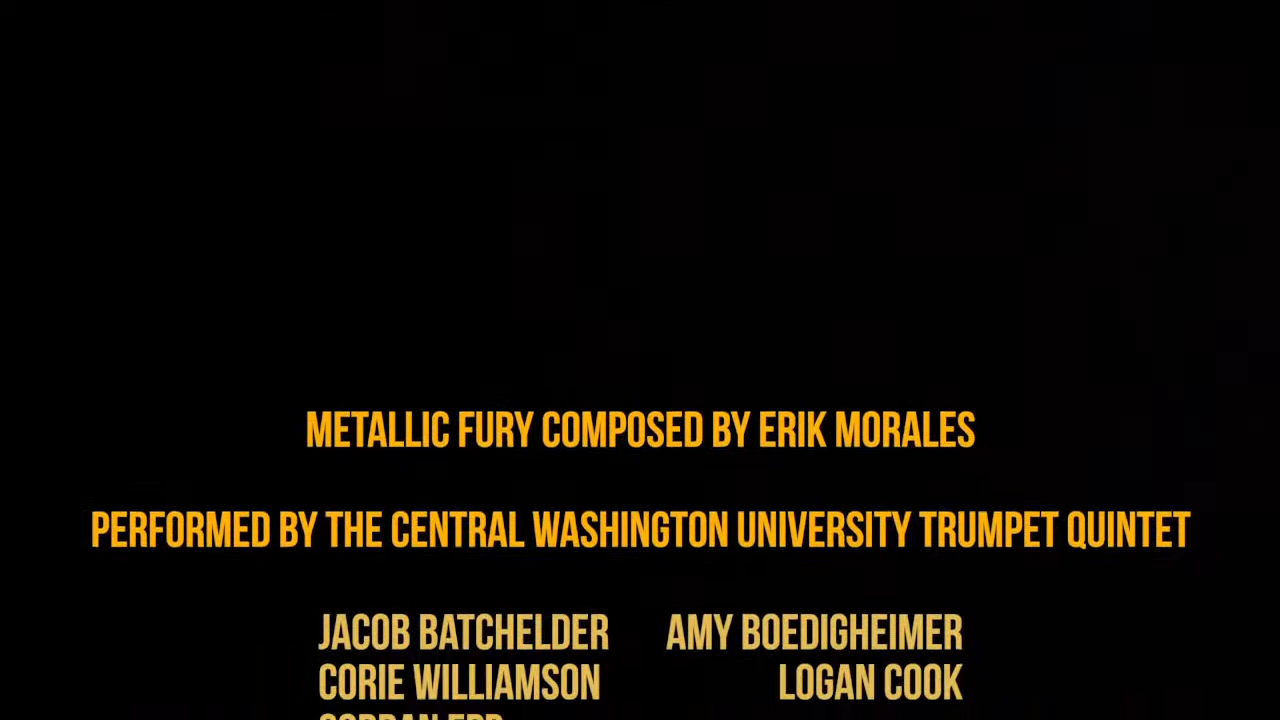 METALLIC FURY COMPOSED BY ERIK MORALES
PERFORMED BY THE CENTRAL WASHINGTON UNIVERSITY TRUMPET QUINTET
JACOB BATCHELDER AMY BOEDIGHEIMER
CORIE WILLIAMSON LOGAN COOK